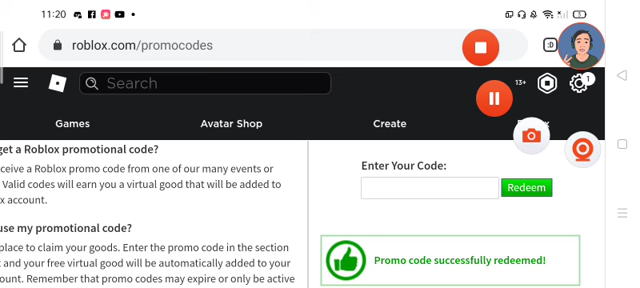 11:20
roblox.com/promocodes
:D
Search
13+
1
Games
Avatar Shop
Create
get a Roblox promotional code?
ceive a Roblox promo code from one of our many events or
Valid codes will earn you a virtual good that will be added to
x account.
use my promotional code?
place to claim your goods. Enter the promo code in the section
and your free virtual good will be automatically added to your
ount. Remember that promo codes may expire or only be active
Enter Your Code:
Redeem
Promo code successfully redeemed!